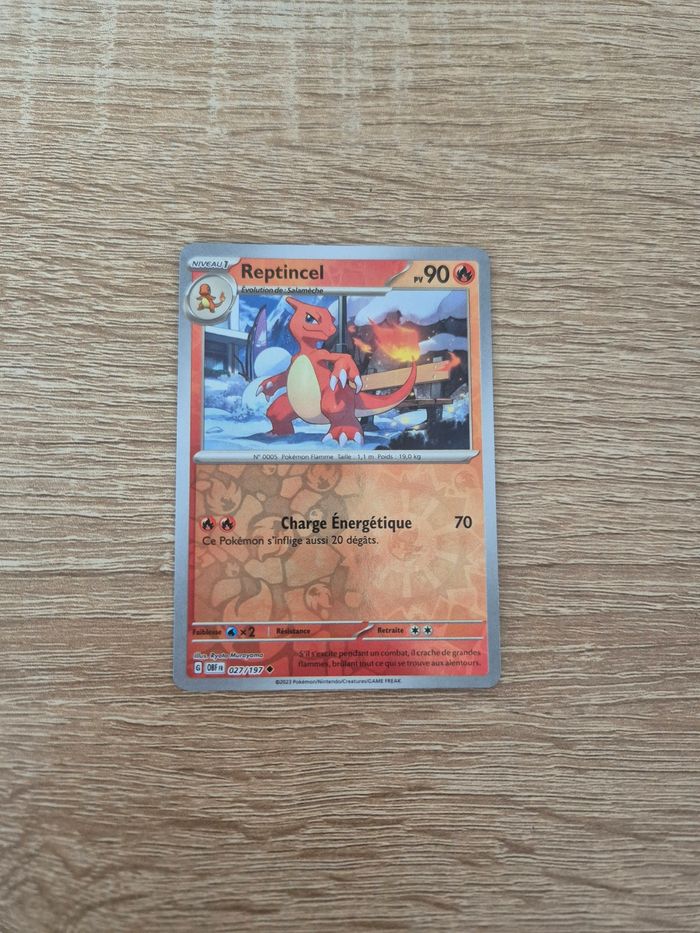 NIVEAU 1
Reptincel
PV 90
Évolution de : Salamèche
N° 0005 Pokémon Flamme Taille : 1,1 m Poids : 19,0 kg
Charge Énergétique 70
Ce Pokémon s'inflige aussi 20 dégâts.
Faiblesse ×2 Résistance Retraite
Illus. Ryota Murayama
S'il s'excite pendant un combat, il crache de grandes
flammes, brûlant tout ce qui se trouve aux alentours.
G OBF FR 027/197
©2023 Pokémon/Nintendo/Creatures/GAME FREAK